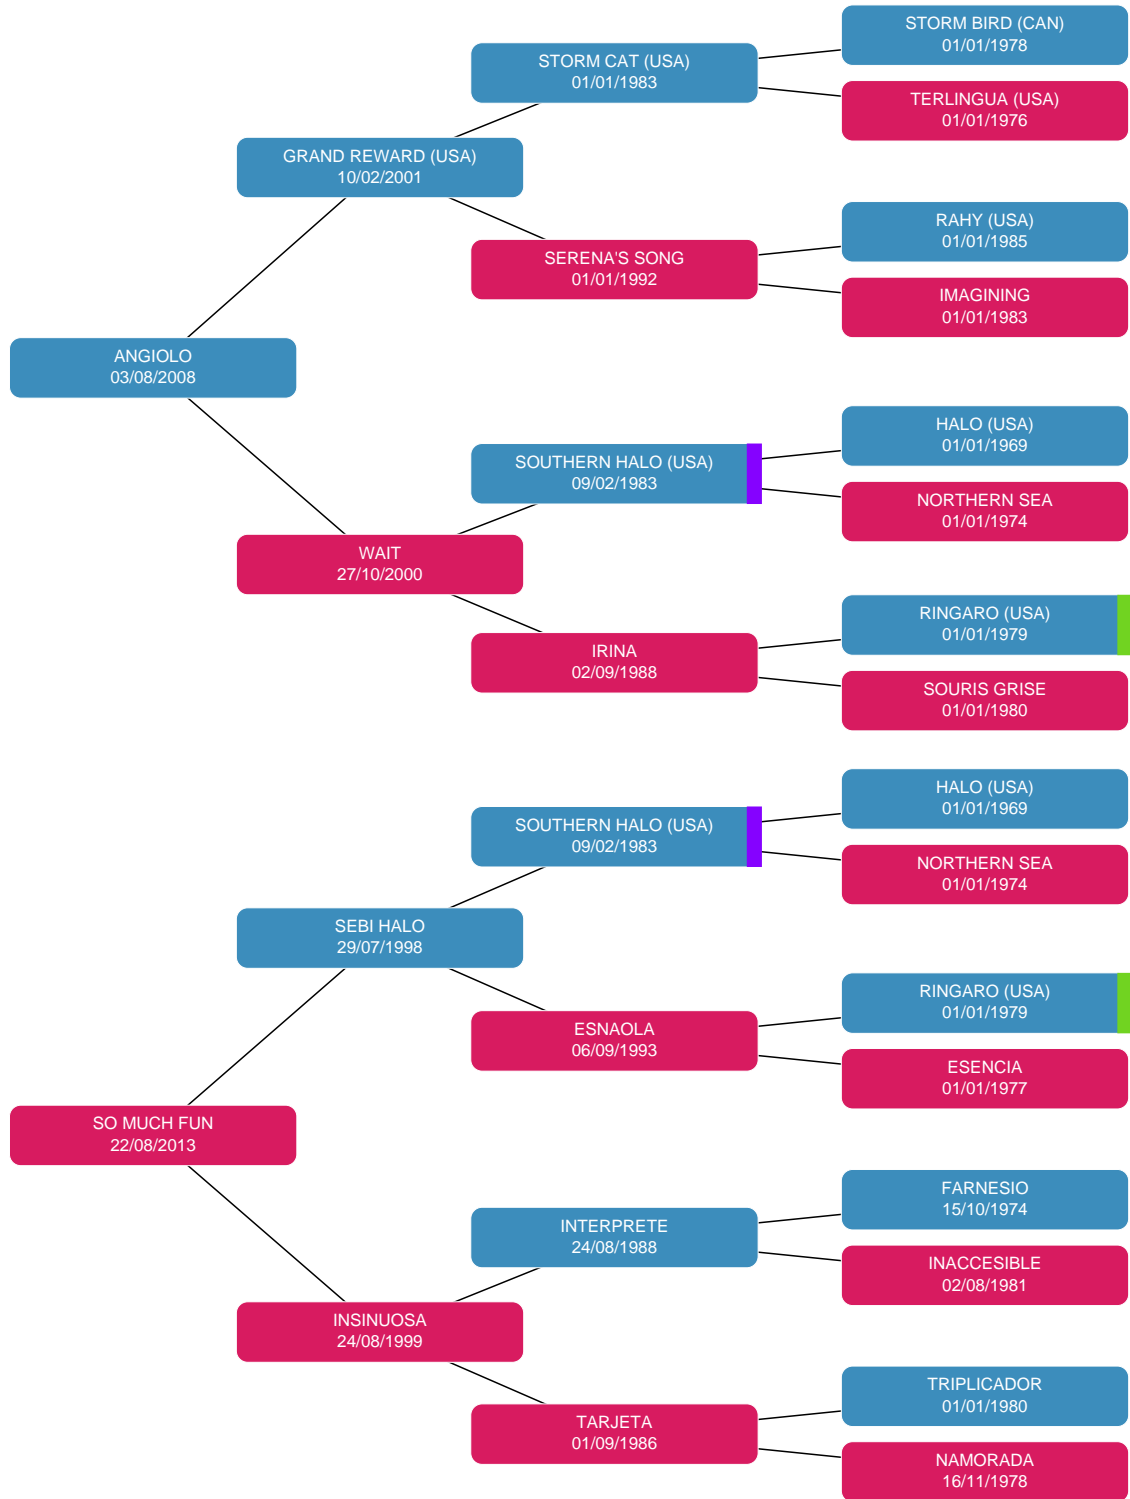 STORM BIRD (CAN)
01/01/1978
STORM CAT (USA)
01/01/1983
TERLINGUA (USA)
01/01/1976
GRAND REWARD (USA)
10/02/2001
RAHY (USA)
01/01/1985
SERENA'S SONG
01/01/1992
IMAGINING
01/01/1983
ANGIOLO
03/08/2008
HALO (USA)
01/01/1969
SOUTHERN HALO (USA)
09/02/1983
NORTHERN SEA
01/01/1974
WAIT
27/10/2000
RINGARO (USA)
01/01/1979
IRINA
02/09/1988
SOURIS GRISE
01/01/1980
HALO (USA)
01/01/1969
SOUTHERN HALO (USA)
09/02/1983
NORTHERN SEA
01/01/1974
SEBI HALO
29/07/1998
RINGARO (USA)
01/01/1979
ESNAOLA
06/09/1993
ESENCIA
01/01/1977
SO MUCH FUN
22/08/2013
FARNESIO
15/10/1974
INTERPRETE
24/08/1988
INACCESIBLE
02/08/1981
INSINUOSA
24/08/1999
TRIPLICADOR
01/01/1980
TARJETA
01/09/1986
NAMORADA
16/11/1978